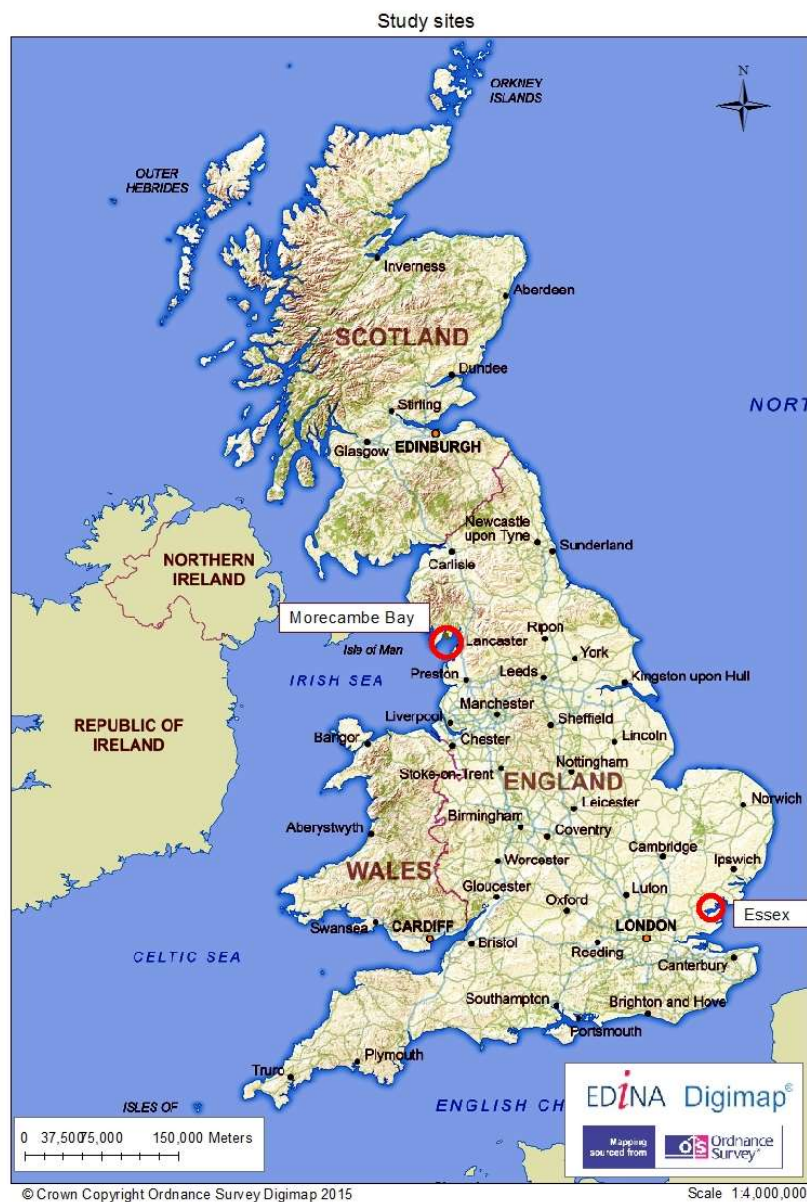 Study sites
N
ORKNEY
ISLANDS
OUTER
HEBRIDES
Inverness
Aberdeen
SCOTLAND
Dundee
Stirling
NORT
EDINBURGH
Glasgow
Newcastle
upon Tyne
Sunderland
Carlisle
NORTHERN
IRELAND
Morecambe Bay
Ripon
Lancaster
Isle of Man
York
IRISH SEA
Preston
Leeds
Kingston upon Hull
Manchester
REPUBLIC OF
IRELAND
Liverpool
Sheffield
Bangor
Lincoln
Chester
Stoke-on-Trent
Nottingham
ENGLAND
Norwich
Leicester
Birmingham
Aberystwyth
Coventry
Cambridge
Worcester
Ipswich
WALES
Gloucester
Luton
Oxford
Essex
Swansea
CARDIFF
LONDON
Bristol
Reading
CELTIC SEA
Canterbury
Southampton
Brighton and Hove
Portsmouth
Truro
Plymouth
ISLES OF
ENGLISH CH
EDINA Digimap®
Mapping
sourced from
OS Ordnance
Survey®
0 37,500 75,000 150,000 Meters
© Crown Copyright Ordnance Survey Digimap 2015
Scale 1:4,000,000